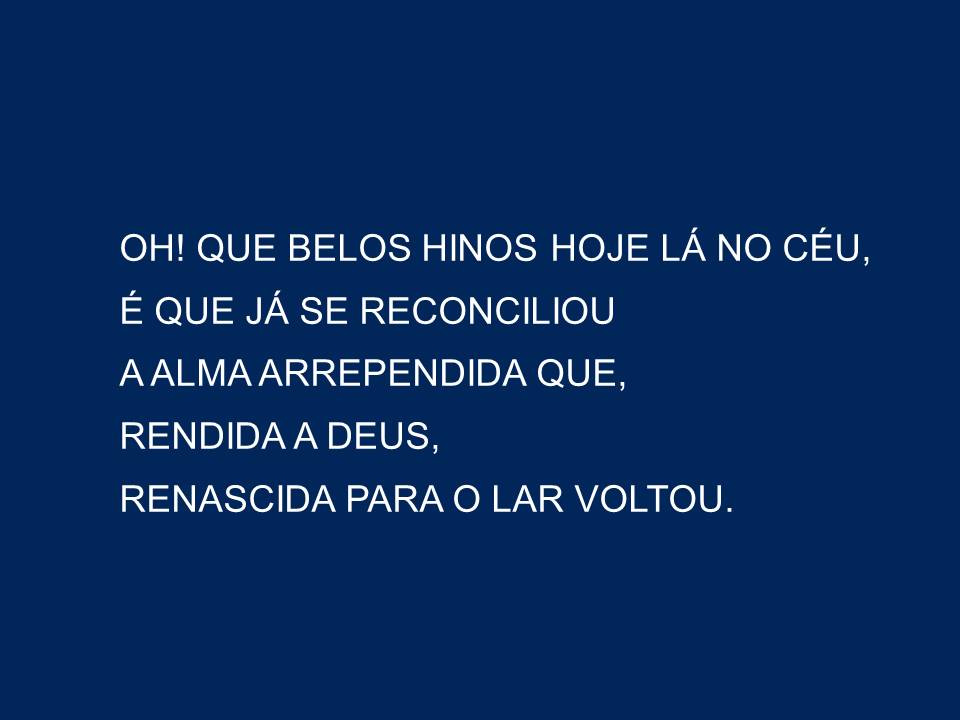 OH! QUE BELOS HINOS HOJE LÁ NO CÉU,
É QUE JÁ SE RECONCILIOU
A ALMA ARREPENDIDA QUE,
RENDIDA A DEUS,
RENASCIDA PARA O LAR VOLTOU.